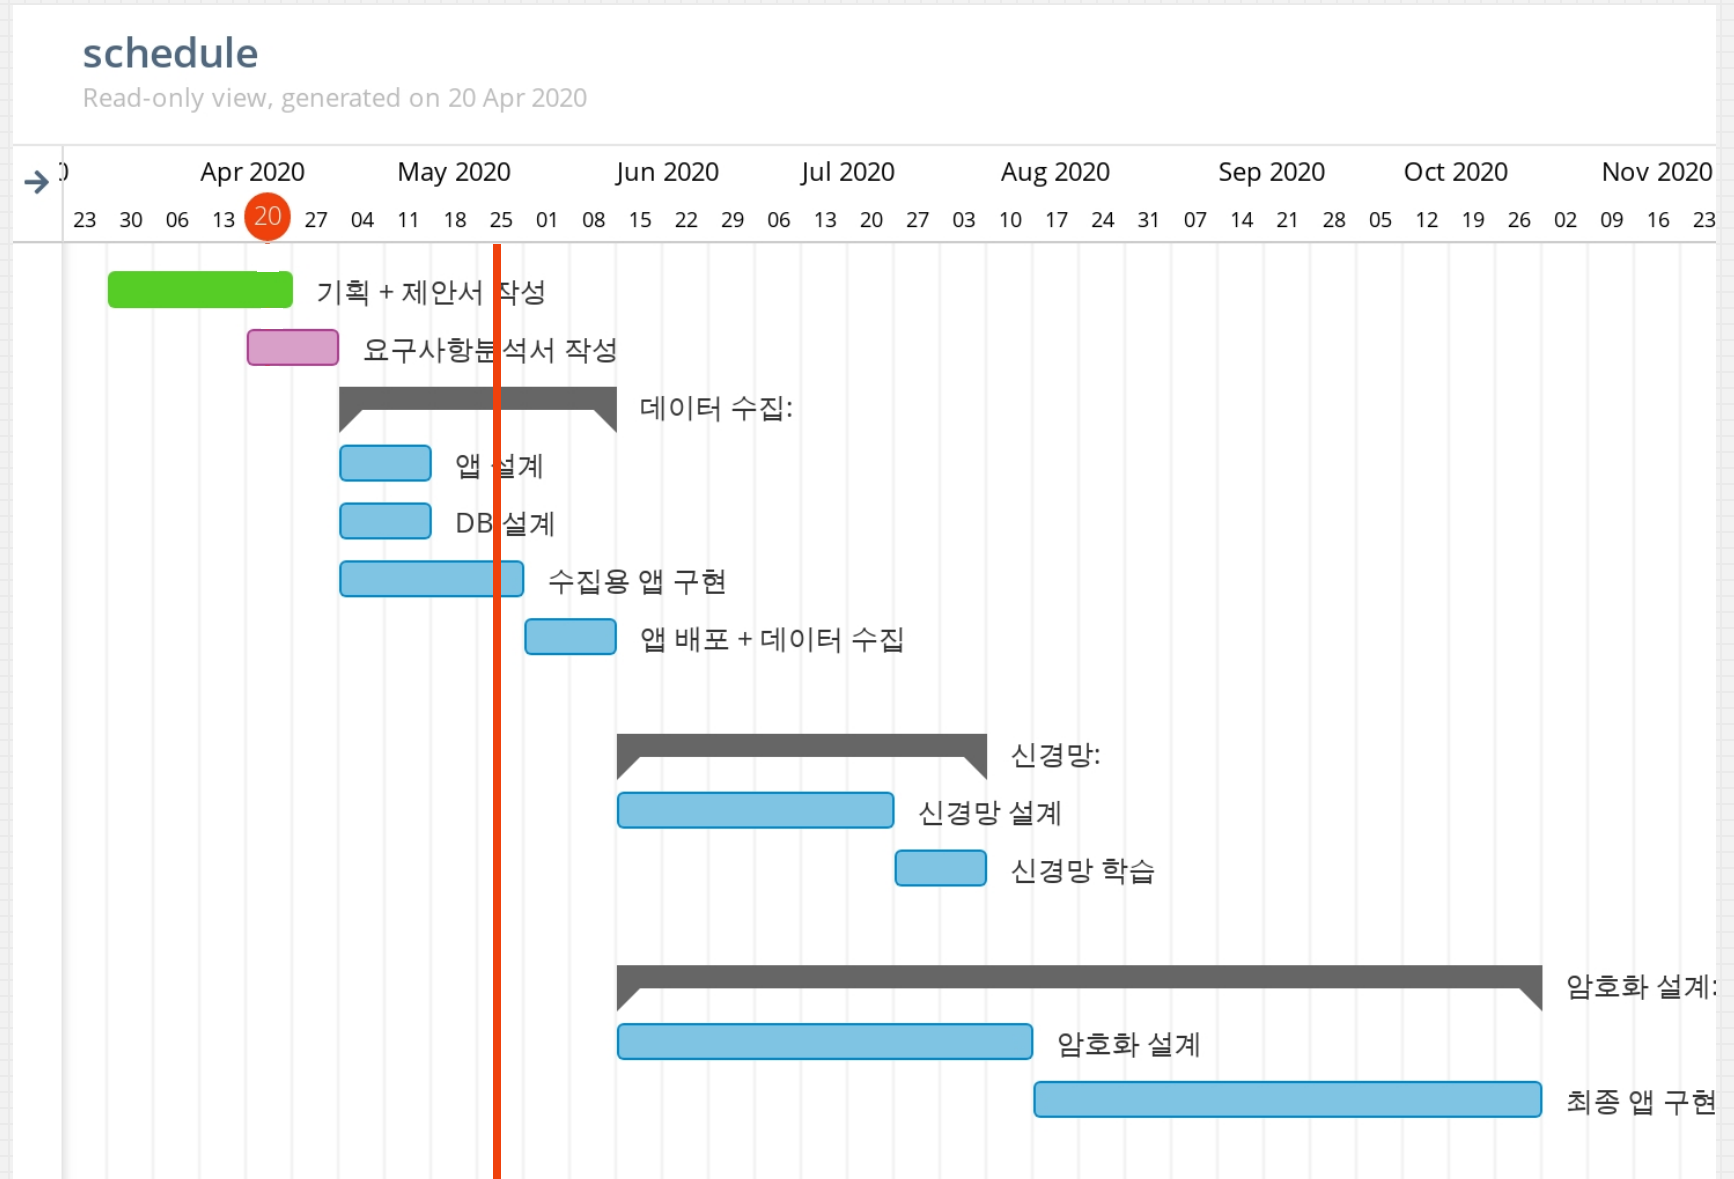 schedule
Read-only view, generated on 20 Apr 2020
0 Apr 2020 May 2020 Jun 2020 Jul 2020 Aug 2020 Sep 2020 Oct 2020 Nov 2020
23 30 06 13 20 27 04 11 18 25 01 08 15 22 29 06 13 20 27 03 10 17 24 31 07 14 21 28 05 12 19 26 02 09 16 23
기획 + 제안서 작성
요구사항분석서 작성
데이터 수집:
앱 설계
DB 설계
수집용 앱 구현
앱 배포 + 데이터 수집
신경망:
신경망 설계
신경망 학습
암호화 설계:
암호화 설계
최종 앱 구현